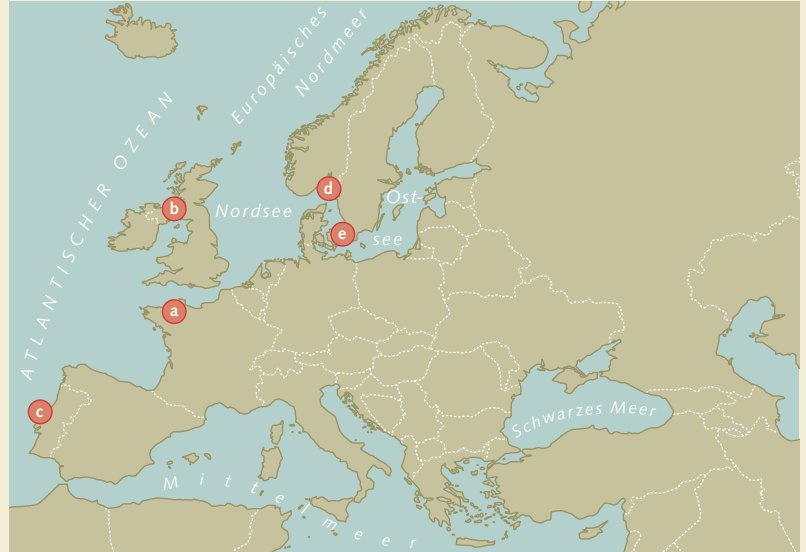 Europäisches
Nordmeer
ATLANTISCHER OZEAN
d
b
Nordsee
Ost-
see
e
a
c
Schwarzes Meer
Mittelmeer